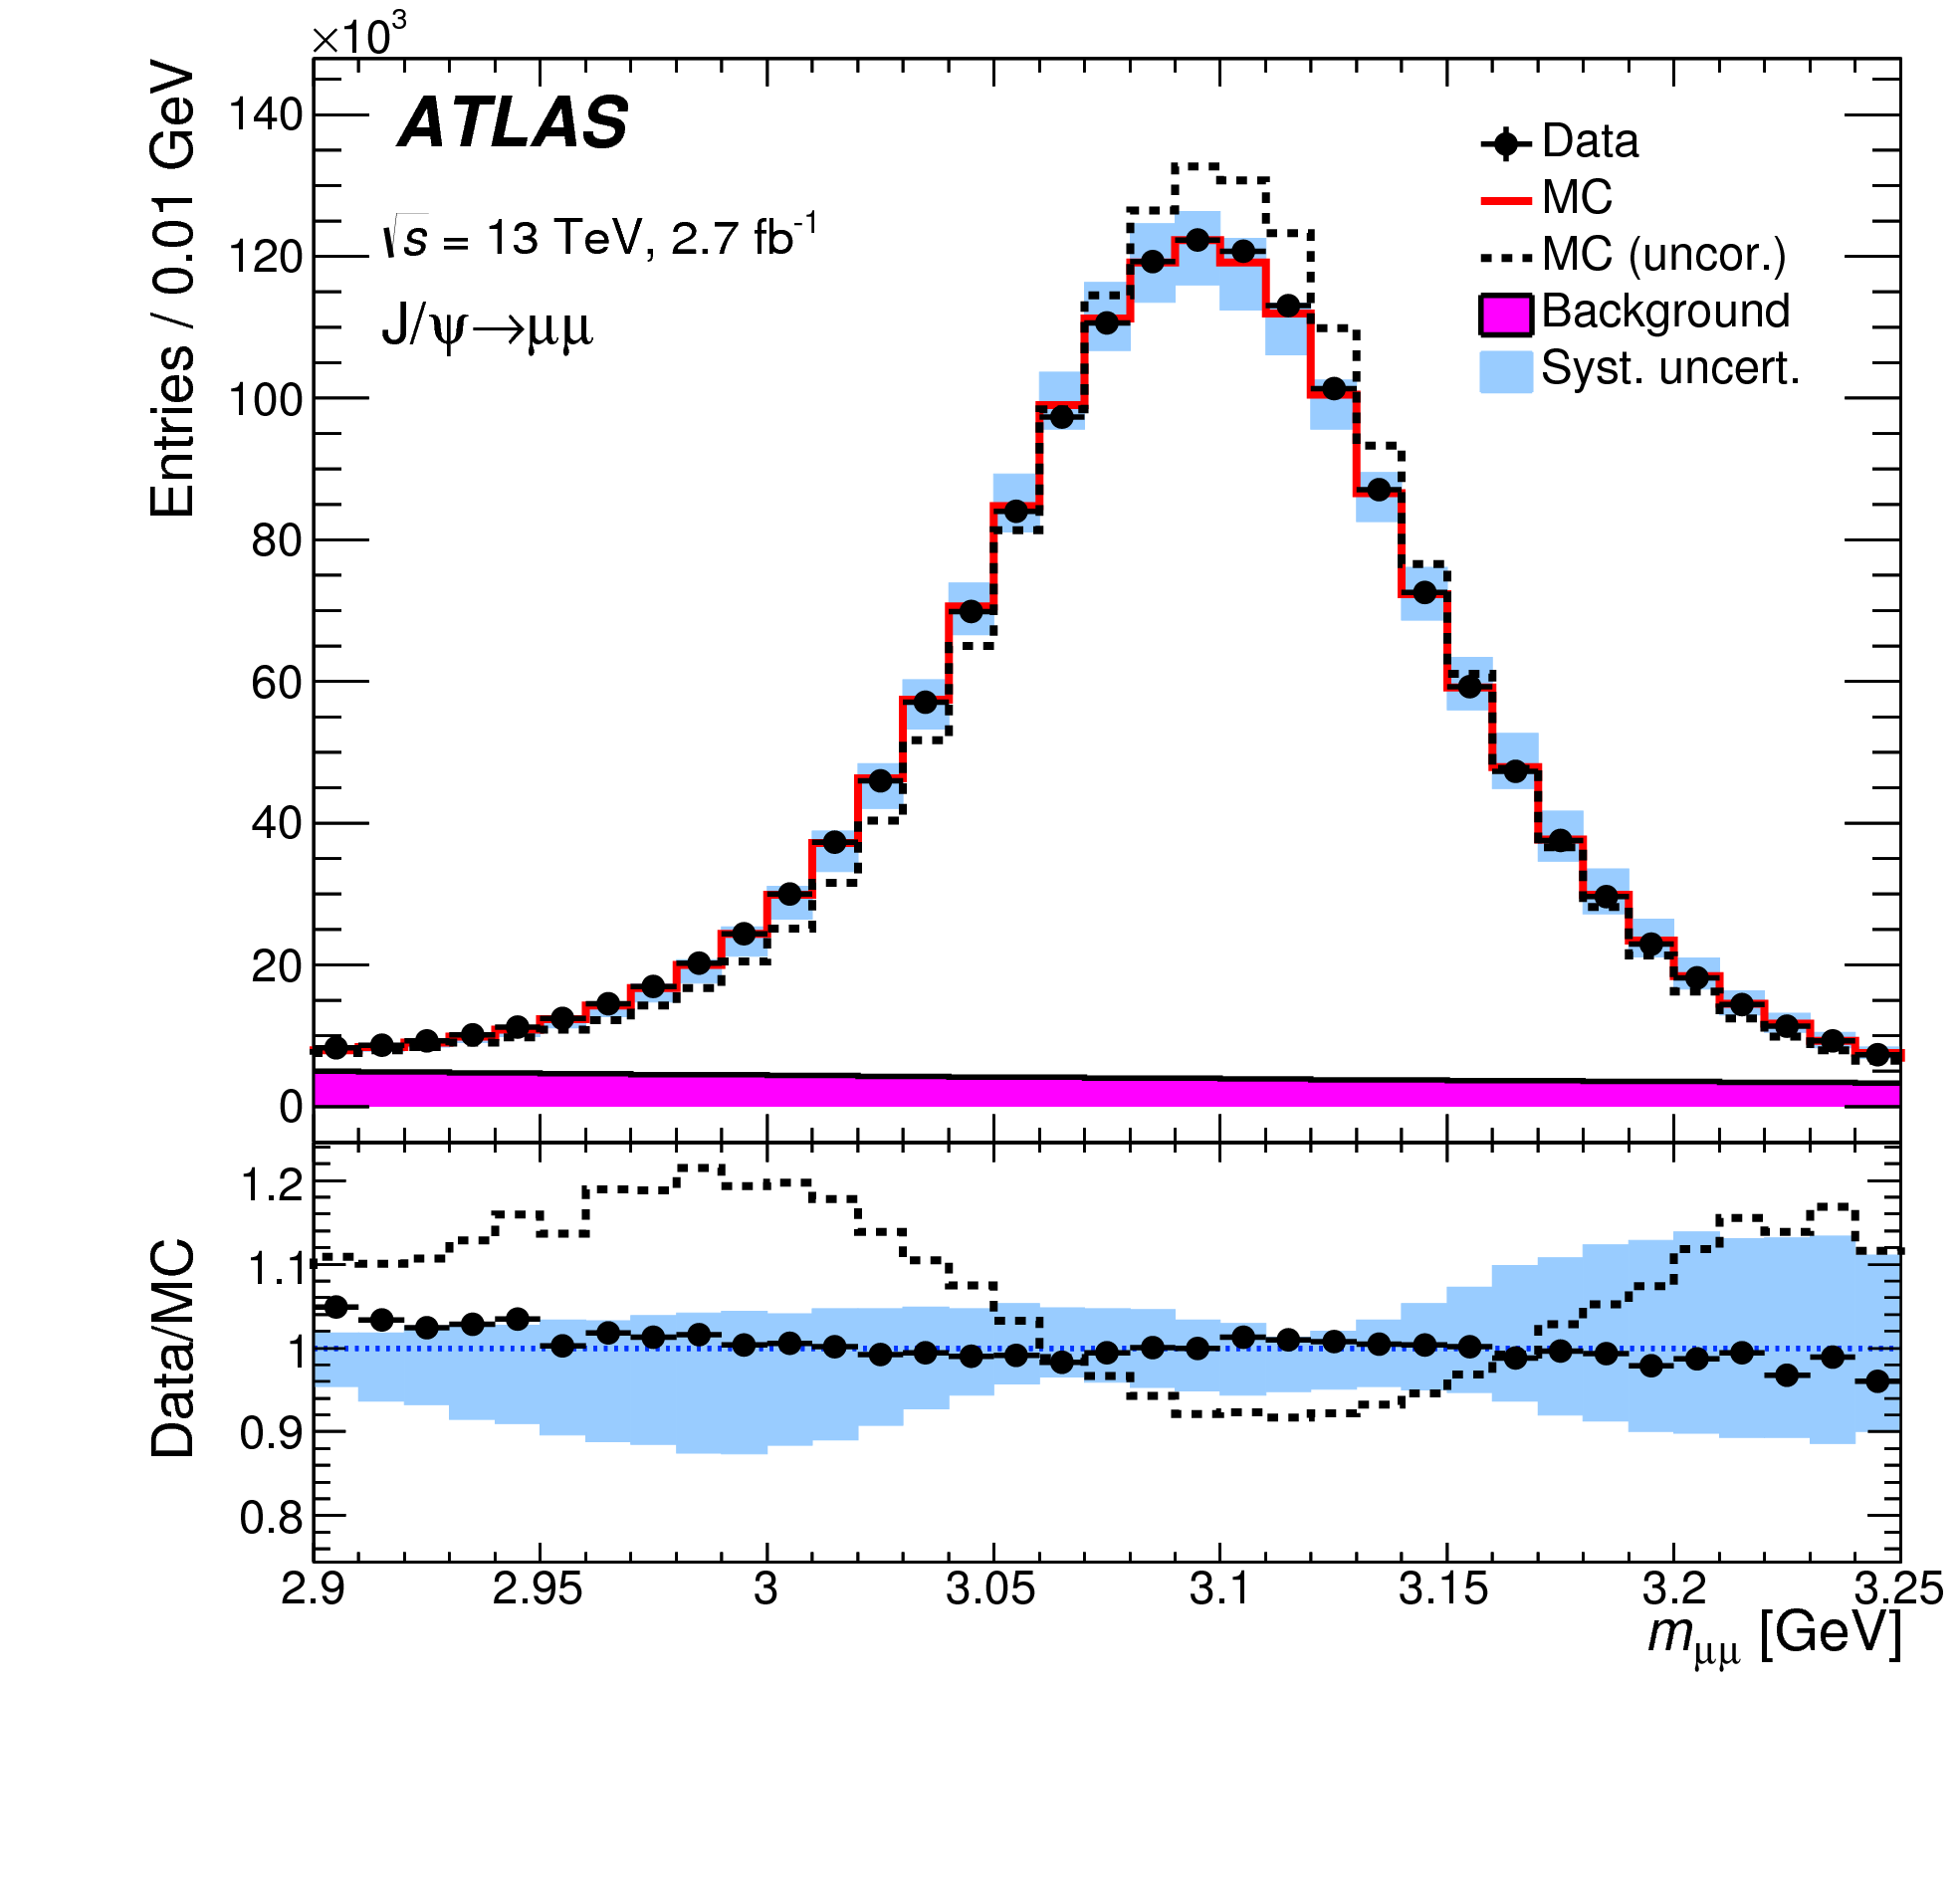 ×10³
Entries / 0.01 GeV
140
120
100
80
60
40
20
0
ATLAS
√s = 13 TeV, 2.7 fb⁻¹
J/ψ→μμ
Data
MC
MC (uncor.)
Background
Syst. uncert.
Data/MC
1.2
1.1
1
0.9
0.8
2.9 2.95 3 3.05 3.1 3.15 3.2 3.25
mμμ [GeV]